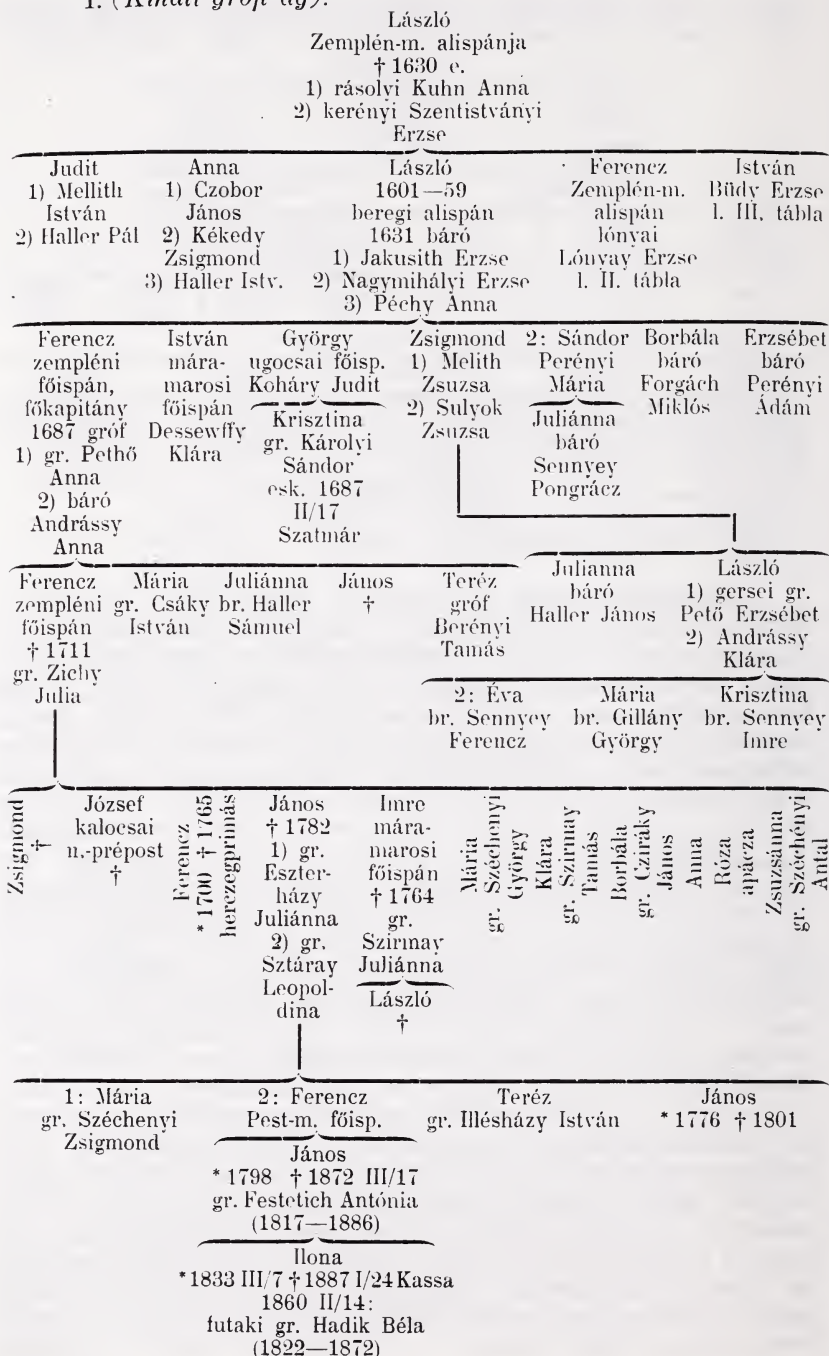 I. (Kihalt grófi ág).
László
Zemplén-m. alispánja
† 1630 e.
1) rásolyi Kuhn Anna
2) kerényi Szentistványi
Erzse
Judit
1) Mellith
István
2) Haller Pál
Anna
1) Czobor
János
2) Kékedy
Zsigmond
3) Haller Istv.
László
1601—59
beregi alispán
1631 báró
1) Jakusith Erzse
2) Nagymihályi Erzse
3) Péchy Anna
Ferencz
Zemplén-m.
alispán
lónyai
Lónyay Erzse
l. II. tábla
István
Büdy Erzse
l. III. tábla
Ferencz
zempléni
főispán,
főkapitány
1687 gróf
1) gr. Pethő
Anna
2) báró
Andrássy
Anna
István
mára-
marosi
főispán
Dessewffy
Klára
György
ugocsai főisp.
Koháry Judit
Krisztina
gr. Károlyi
Sándor
esk. 1687
II/17
Szatmár
Zsigmond
1) Melith
Zsuzsa
2) Sulyok
Zsuzsa
2: Sándor
Perényi
Mária
Juliánna
báró
Sennyey
Pongrácz
Borbála
báró
Forgách
Miklós
Erzsébet
báró
Perényi
Ádám
Ferencz
zempléni
főispán
† 1711
gr. Zichy
Julia
Mária
gr. Csáky
István
Juliánna
br. Haller
Sámuel
János
†
Teréz
gróf
Berényi
Tamás
Julianna
báró
Haller János
László
1) gersei gr.
Pető Erzsébet
2) Andrássy
Klára
2: Éva
br. Sennyey
Ferencz
Mária
br. Gillány
György
Krisztina
br. Sennyey
Imre
Zsigmond
†
József
kalocsai
n.-prépost
†
Ferencz
* 1700 † 1765
herczegprimás
János
† 1782
1) gr.
Eszter-
házy
Juliánna
2) gr.
Sztáray
Leopol-
dina
Imre
mára-
marosi
főispán
† 1764
gr.
Szirmay
Juliánna
László
†
Mária
gr. Széchenyi
György
Klára
gr. Szirmay
Tamás
Borbála
gr. Cziráky
János
Anna
Róza
apácza
Zsuzsánna
gr. Széchényi
Antal
1: Mária
gr. Széchenyi
Zsigmond
2: Ferencz
Pest-m. főisp.
Teréz
gr. Illésházy István
János
* 1776 † 1801
János
* 1798 † 1872 III/17
gr. Festetich Antónia
(1817—1886)
Ilona
* 1833 III/7 † 1887 I/24 Kassa
1860 II/14:
futaki gr. Hadik Béla
(1822—1872)